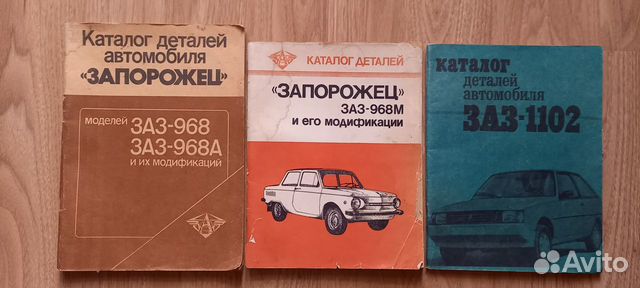 Каталог деталей
автомобиля
«ЗАПОРОЖЕЦ»
моделей ЗАЗ-968
ЗАЗ-968А
и их модификаций
КАТАЛОГ ДЕТАЛЕЙ
«ЗАПОРОЖЕЦ»
ЗАЗ-968М
и его модификации
каталог
деталей
автомобиля
ЗАЗ-1102
Avito